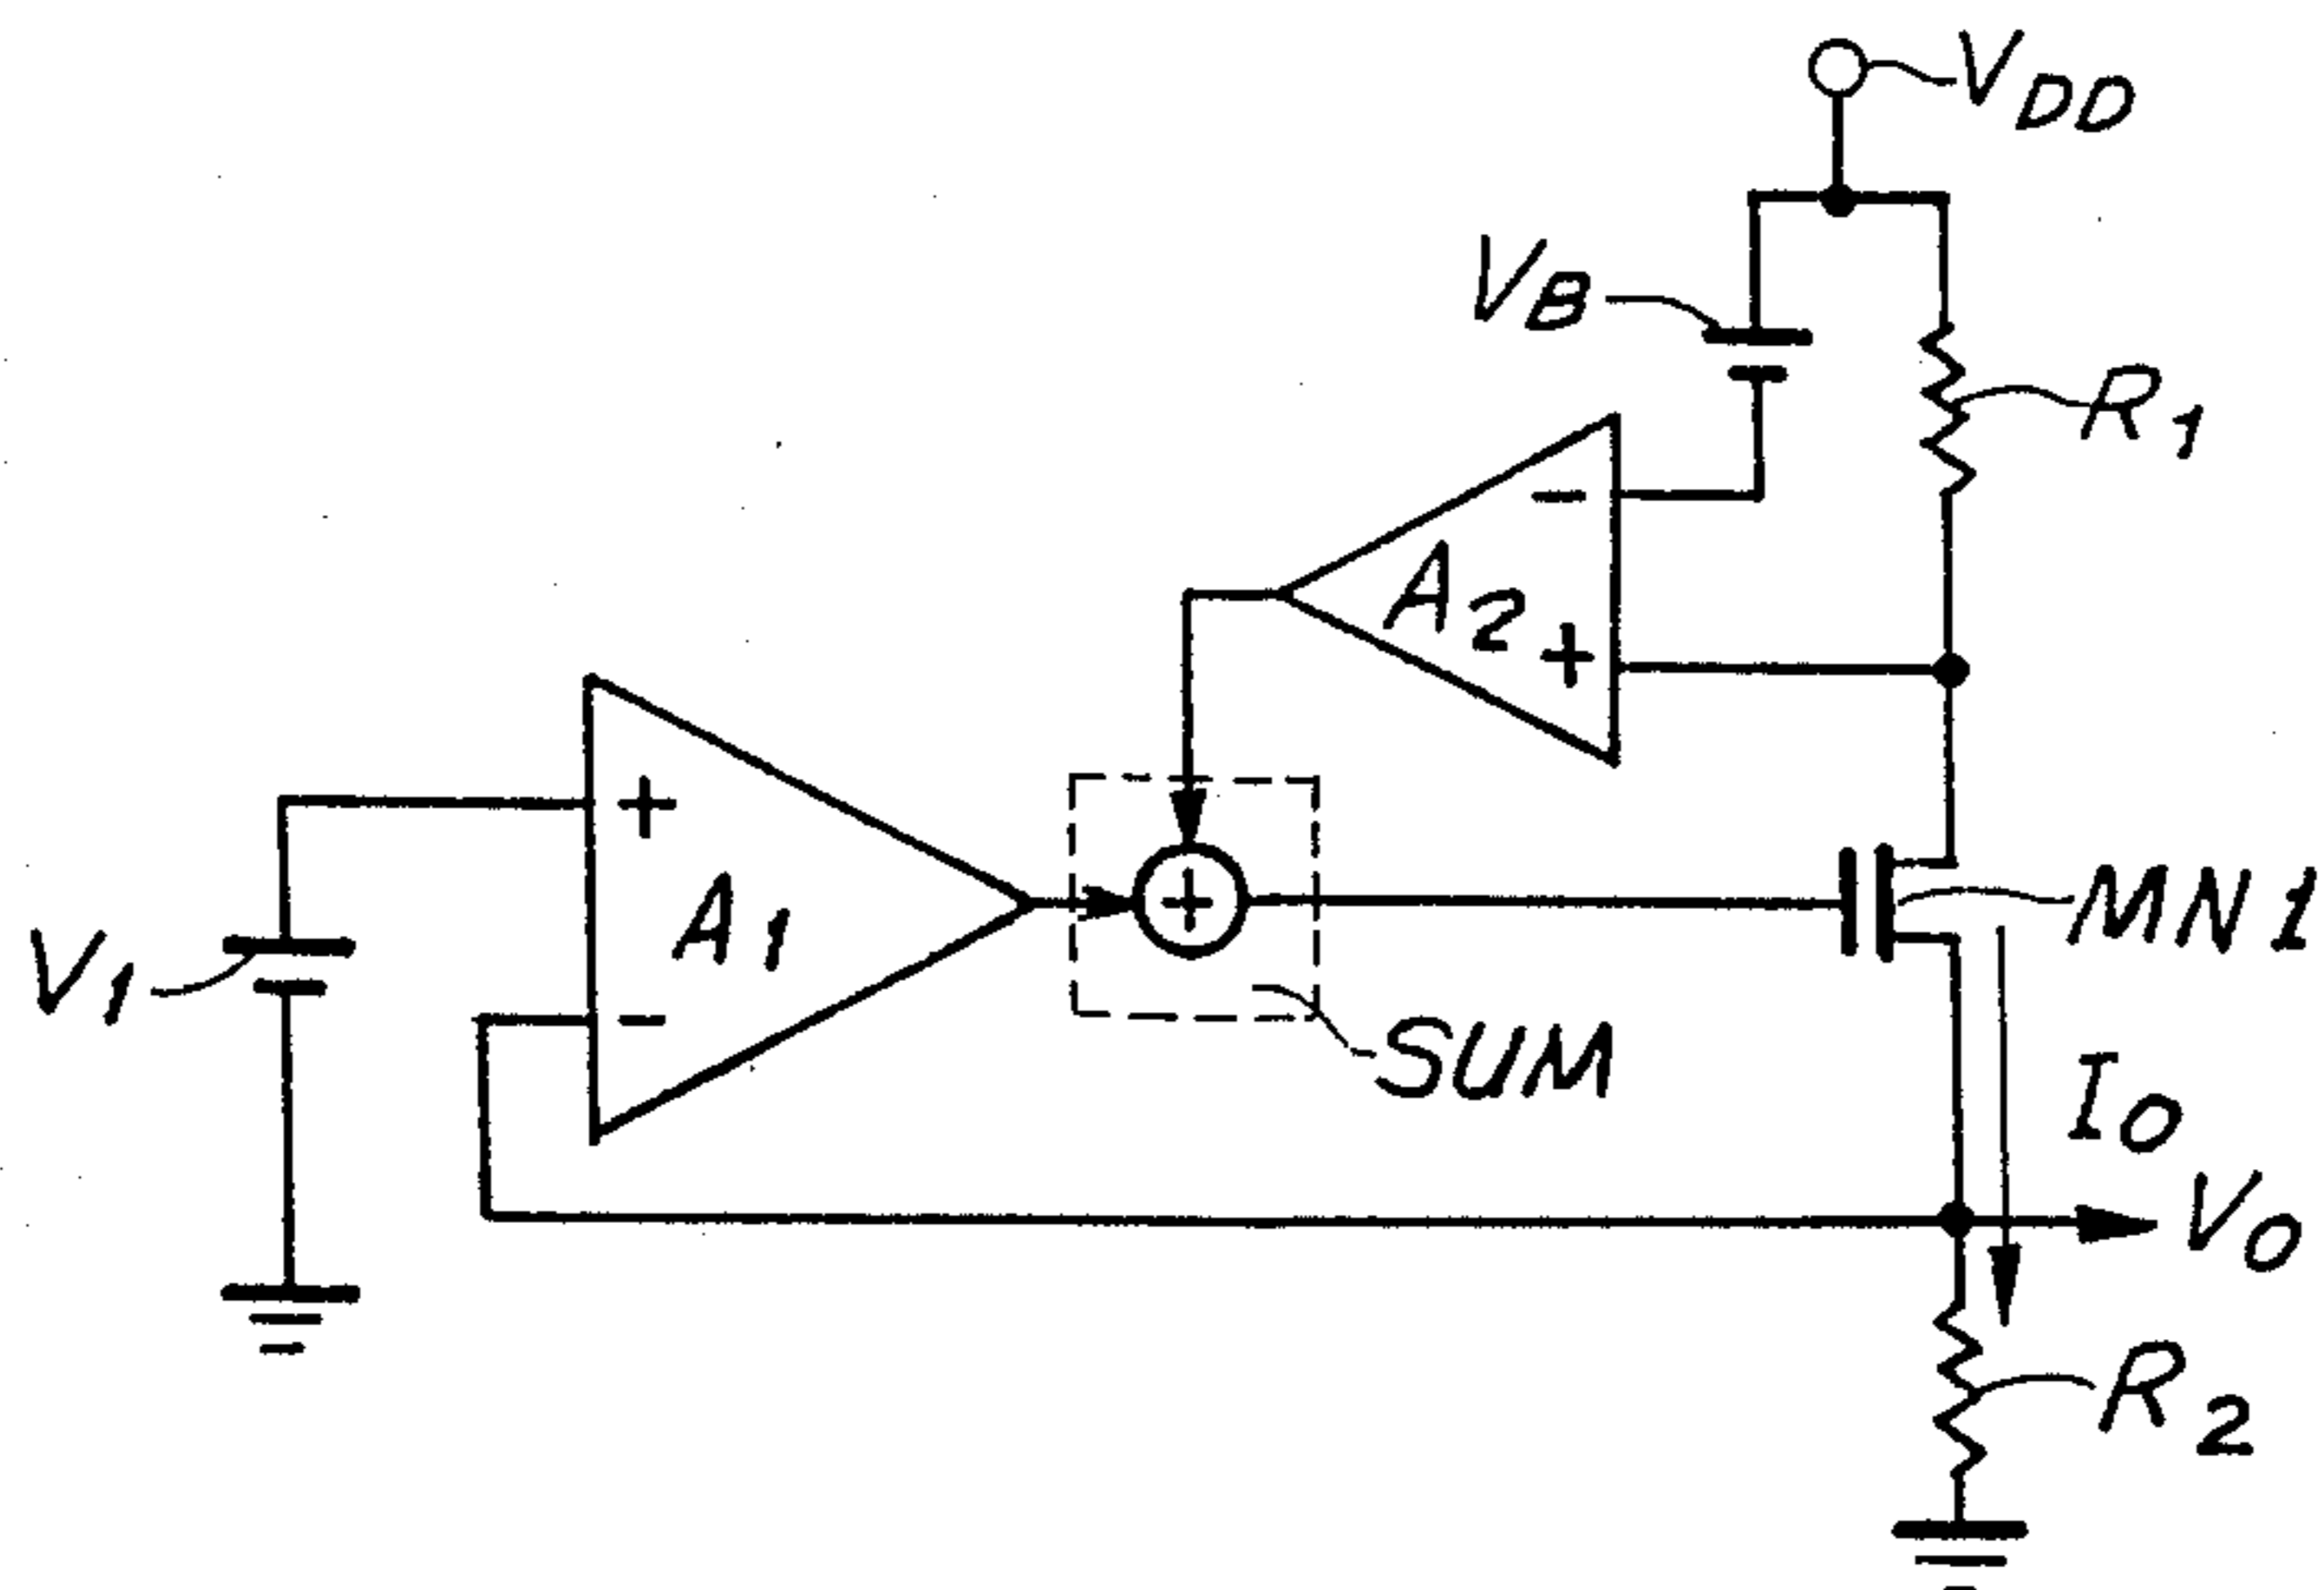 VDD
VB
R1
-
A2
+
+
A1
+
MN1
V1
-
SUM
IO
VO
R2